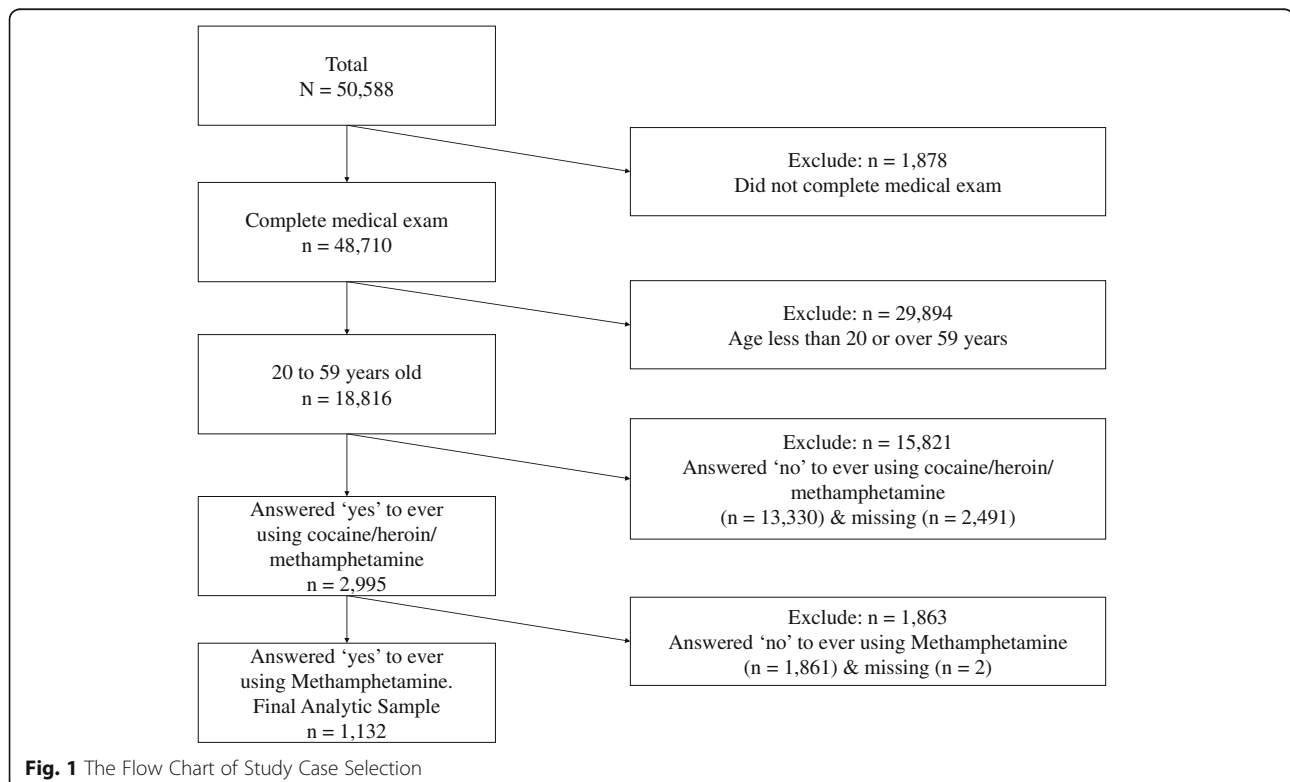 Total
N = 50,588
Exclude: n = 1,878
Did not complete medical exam
Complete medical exam
n = 48,710
Exclude: n = 29,894
Age less than 20 or over 59 years
20 to 59 years old
n = 18,816
Exclude: n = 15,821
Answered ‘no’ to ever using cocaine/heroin/
methamphetamine
(n = 13,330) & missing (n = 2,491)
Answered ‘yes’ to ever
using cocaine/heroin/
methamphetamine
n = 2,995
Exclude: n = 1,863
Answered ‘no’ to ever using Methamphetamine
(n = 1,861) & missing (n = 2)
Answered ‘yes’ to ever
using Methamphetamine.
Final Analytic Sample
n = 1,132
Fig. 1 The Flow Chart of Study Case Selection